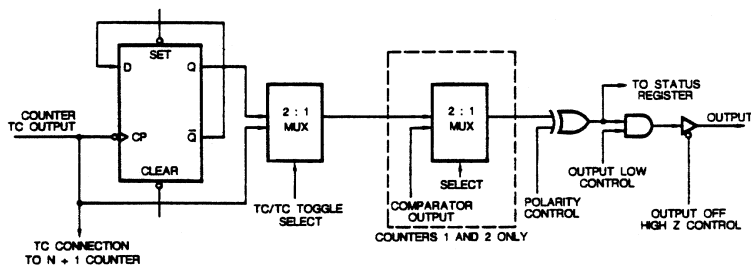 SET
D
Q
COUNTER
TC OUTPUT
CP
Q̅
CLEAR
2 : 1
MUX
TC/TC TOGGLE
SELECT
TC CONNECTION
TO N + 1 COUNTER
2 : 1
MUX
SELECT
COMPARATOR
OUTPUT
COUNTERS 1 AND 2 ONLY
POLARITY
CONTROL
TO STATUS
REGISTER
OUTPUT LOW
CONTROL
OUTPUT
OUTPUT OFF
HIGH Z CONTROL